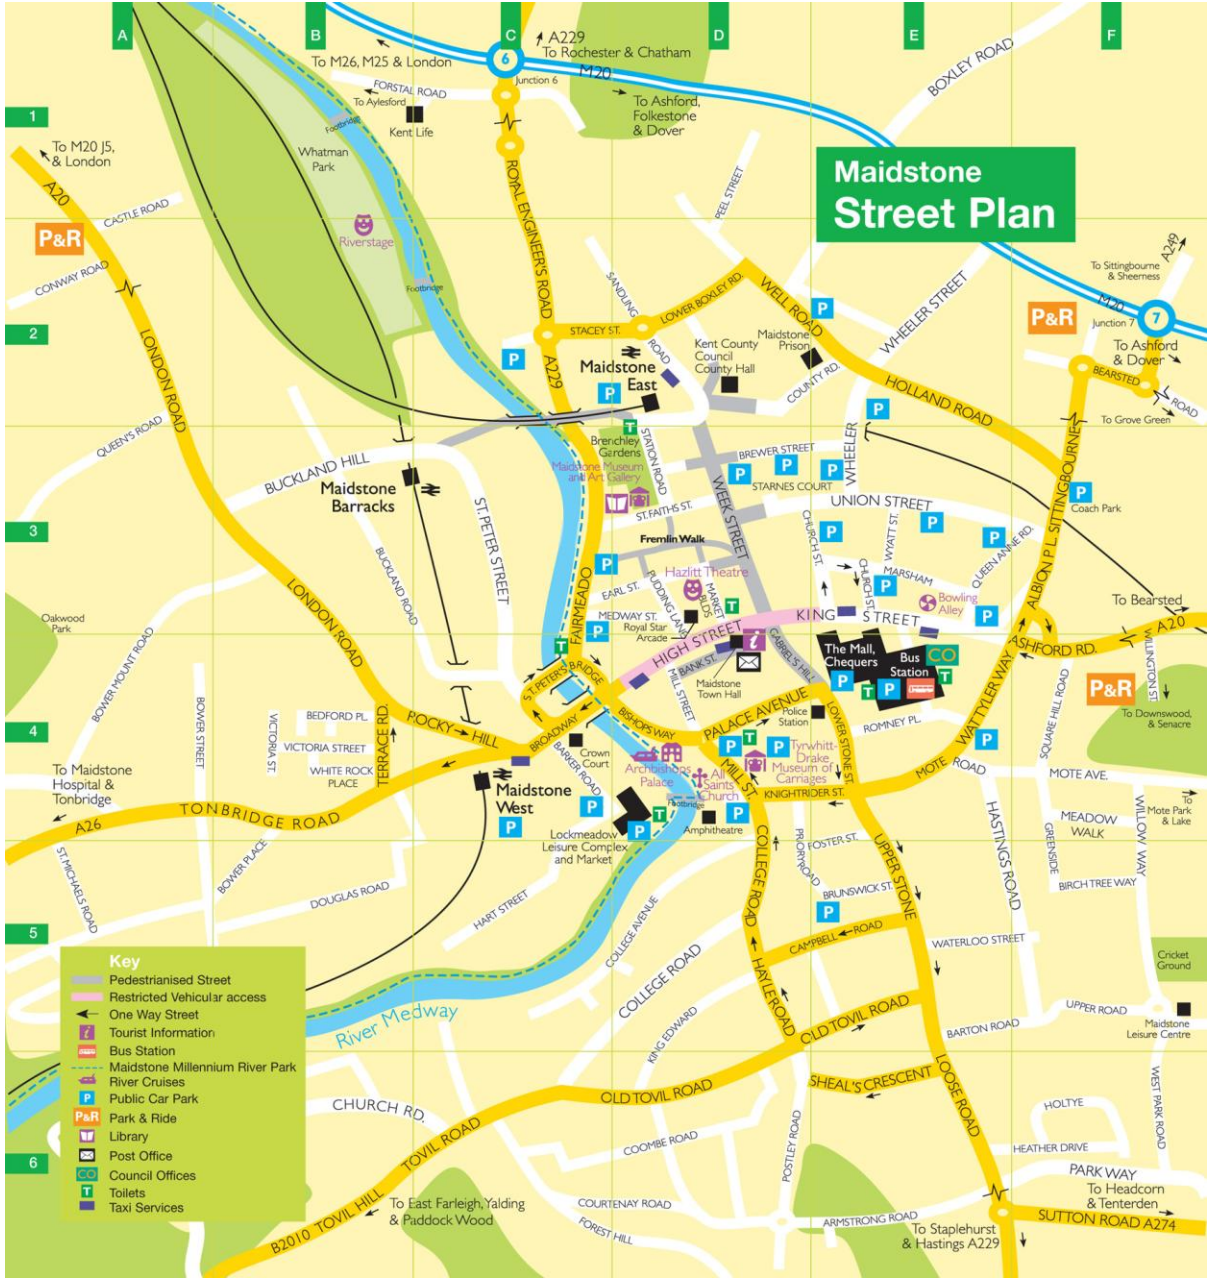 A
B
C
D
E
F
1
2
3
4
5
6
Maidstone
Street Plan
To M26, M25 & London
6
A229
To Rochester & Chatham
M20
Junction 6
FORSTAL ROAD
To Aylesford
Kent Life
Footbridge
To Ashford,
Folkestone
& Dover
BOXLEY ROAD
To M20 J5,
& London
A20
Whatman
Park
CASTLE ROAD
P&R
CONWAY ROAD
Riverstage
Footbridge
ROYAL ENGINEER'S ROAD
PEEL STREET
A249
To Sittingbourne
& Sheerness
M20
7
Junction 7
P&R
To Ashford
& Dover
BEARSTED
ROAD
To Grove Green
SANDLING
ROAD
LOWER BOXLEY RD.
WELL ROAD
STACEY ST.
A229
P
Maidstone
East
Kent County
Council
County Hall
Maidstone
Prison
COUNTY RD.
WHEELER STREET
HOLLAND ROAD
LONDON ROAD
QUEEN'S ROAD
BUCKLAND HILL
Maidstone
Barracks
ST. PETER STREET
BUCKLAND ROAD
T
Brenchley
Gardens
Maidstone Museum
and Art Gallery
STATION ROAD
ST.FAITHS ST.
BREWER STREET
STARNES COURT
WHEELER
UNION STREET
WEEK STREET
Fremlin Walk
Coach Park
ALBION PL.
SITTINGBOURNE
CHURCH ST.
WYATT ST.
MARSHAM
QUEEN ANNE RD.
CHURCH ST.
Bowling
Alley
Hazlitt Theatre
EARL ST.
PUDDING LANE
MARKET
BLDS
MEDWAY ST.
Royal Star
Arcade
KING STREET
HIGH STREET
BANK ST.
GABRIEL'S HILL
FAIRMEADO
Oakwood
Park
LONDON ROAD
BOWER MOUNT ROAD
To Bearsted
A20
ASHFORD RD.
WILLINGTON ST.
P&R
To Downswood,
& Senacre
The Mall,
Chequers
Bus
Station
CO
Maidstone
Town Hall
MILL STREET
PALACE AVENUE
Police
Station
ROMNEY PL.
LOWER STONE ST.
WATTYLER WAY
SQUARE HILL ROAD
ST. PETER'S
BRIDGE
BROADWAY
BISHOPS WAY
BEDFORD PL.
VICTORIA STREET
WHITE ROCK
PLACE
VICTORIA ST.
BOWER STREET
TERRACE RD.
ROCKY HILL
Crown
Court
BARKER ROAD
Archbishops
Palace
All
Saints
Church
Footbridge
Amphitheatre
MILL ST.
Tyrwhitt-
Drake
Museum of
Carriages
KNIGHTRIDER ST.
MOTE
ROAD
MOTE AVE.
To
Mote Park
& Lake
MEADOW
WALK
WILLOW WAY
GREENSIDE
BIRCH TREE WAY
HASTINGS ROAD
To Maidstone
Hospital &
Tonbridge
A26
TONBRIDGE ROAD
Maidstone
West
Lockmeadow
Leisure Complex
and Market
ST. MICHAELS ROAD
BOWER PLACE
DOUGLAS ROAD
HART STREET
COLLEGE AVENUE
COLLEGE ROAD
COLLEGE ROAD
PRIORY ROAD
FOSTER ST.
BRUNSWICK ST.
UPPER STONE
CAMPBELL ROAD
HAYLE ROAD
WATERLOO STREET
Cricket
Ground
UPPER ROAD
BARTON ROAD
Maidstone
Leisure Centre
OLD TOVIL ROAD
OLD TOVIL ROAD
KING EDWARD
SHEAL'S CRESCENT
LOOSE ROAD
River Medway
CHURCH RD.
TOVIL ROAD
COOMBE ROAD
POSTLEY ROAD
COURTENAY ROAD
FOREST HILL
ARMSTRONG ROAD
HOLTYE
HEATHER DRIVE
WEST PARK ROAD
PARK WAY
To Headcorn
& Tenterden
SUTTON ROAD A274
To Staplehurst
& Hastings A229
To East Farleigh, Yalding
& Paddock Wood
B2010 TOVIL HILL
Key
Pedestrianised Street
Restricted Vehicular access
One Way Street
Tourist Information
Bus Station
Maidstone Millennium River Park
River Cruises
P Public Car Park
P&R Park & Ride
Library
Post Office
CO Council Offices
T Toilets
Taxi Services